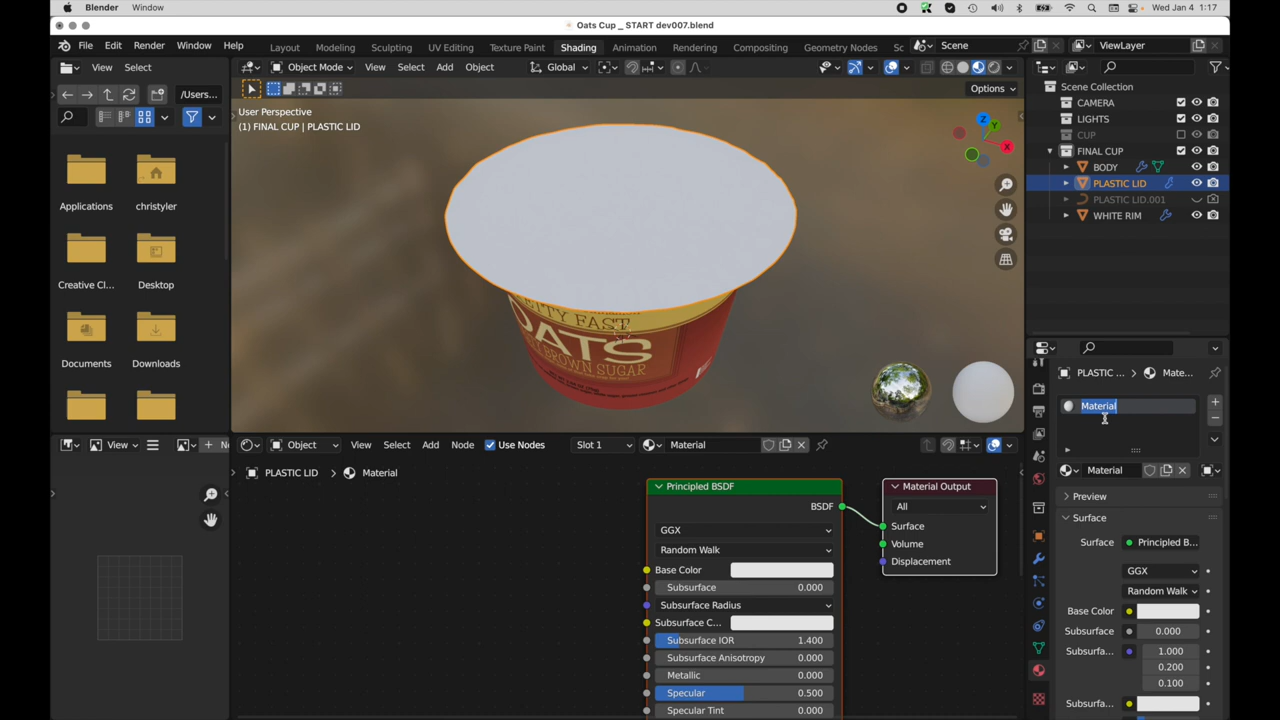 Blender Window Wed Jan 4 1:17
Oats Cup _ START dev007.blend
File Edit Render Window Help Layout Modeling Sculpting UV Editing Texture Paint Shading Animation Rendering Compositing Geometry Nodes Sc Scene ViewLayer
View Select Object Mode View Select Add Object Global
/Users... Options
User Perspective
(1) FINAL CUP | PLASTIC LID
Scene Collection
CAMERA
LIGHTS
CUP
FINAL CUP
BODY
PLASTIC LID
PLASTIC LID.001
WHITE RIM
Z
Y
X
Applications christyler
Creative Cl... Desktop
Documents Downloads
FAST
OATS
BROWN SUGAR
PLASTIC ... Mate...
Material
View Object View Select Add Node Use Nodes Slot 1 Material
PLASTIC LID Material
Material
Preview
Surface
Surface Principled B...
GGX
Random Walk
Base Color
Subsurface 0.000
Subsurfa... 1.000
0.200
0.100
Subsurfa...
Principled BSDF
BSDF
GGX
Random Walk
Base Color
Subsurface 0.000
Subsurface Radius
Subsurface C...
Subsurface IOR 1.400
Subsurface Anisotropy 0.000
Metallic 0.000
Specular 0.500
Specular Tint 0.000
Material Output
All
Surface
Volume
Displacement